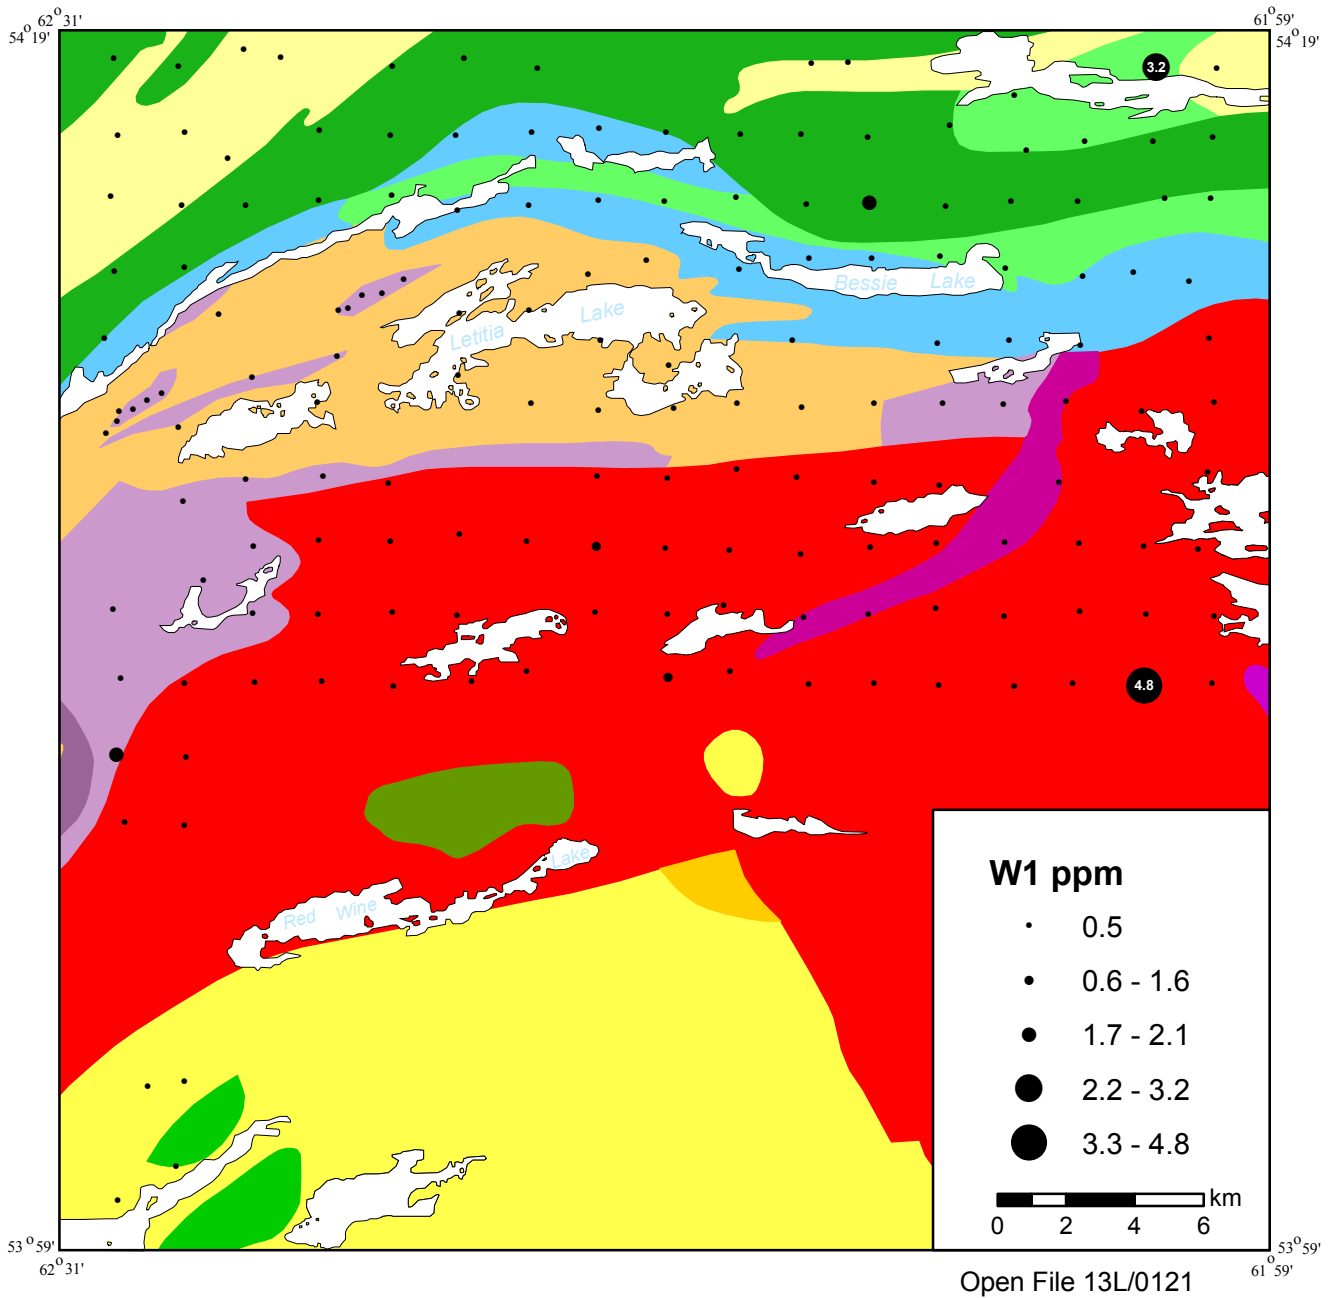 62° 31'
61° 59'
54° 19'
54° 19'
3.2
Bessie Lake
Lake
Letitia
4.8
Lake
Red Wine
W1 ppm
0.5
0.6 - 1.6
1.7 - 2.1
2.2 - 3.2
3.3 - 4.8
km
0 2 4 6
53° 59'
53° 59'
62° 31'
61° 59'
Open File 13L/0121